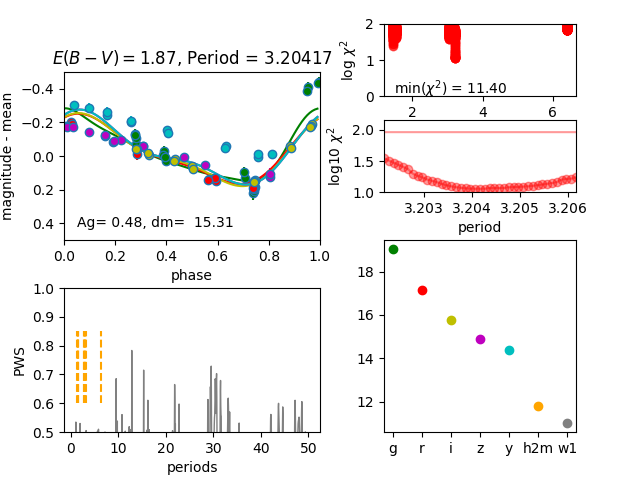 E(B − V) = 1.87, Period = 3.20417
magnitude - mean
−0.4
−0.2
0.0
0.2
0.4
Ag= 0.48, dm=  15.31
0.0 0.2 0.4 0.6 0.8 1.0
phase
log χ²
2
1
0
min(χ²) = 11.40
2 4 6
log10 χ²
2.0
1.5
1.0
3.203 3.204 3.205 3.206
period
PWS
1.0
0.9
0.8
0.7
0.6
0.5
0 10 20 30 40 50
periods
18
16
14
12
g r i z y h2m w1